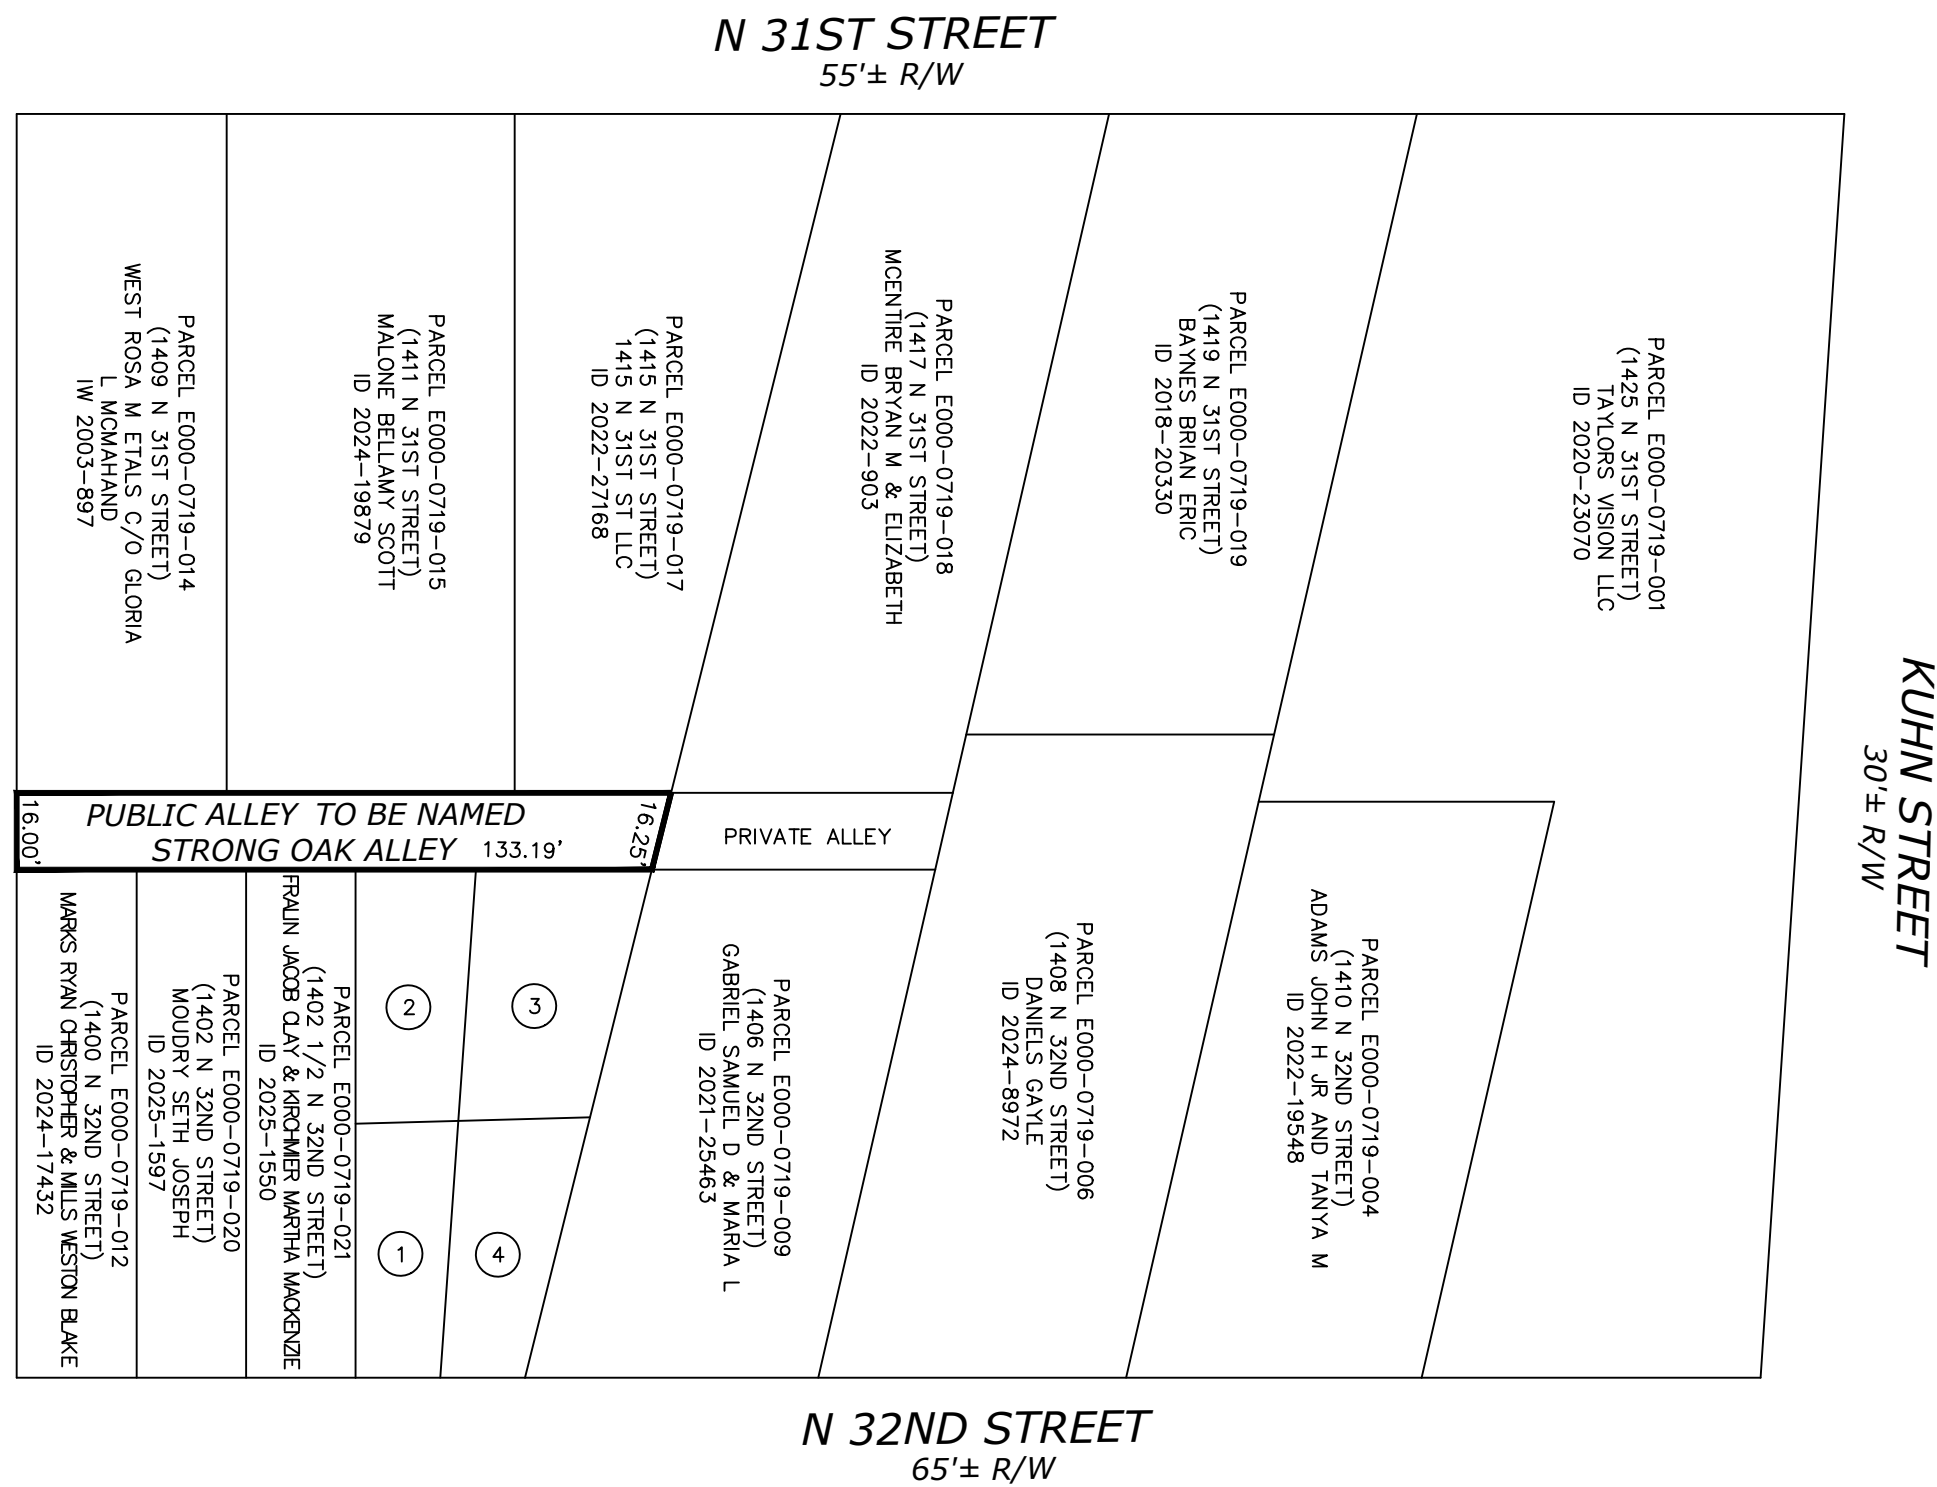 N 31ST STREET
55'± R/W
PARCEL E000-0719-014
(1409 N 31ST STREET)
WEST ROSA M ETALS C/O GLORIA
L MCMAHAND
IW 2003-897
PARCEL E000-0719-015
(1411 N 31ST STREET)
MALONE BELLAMY SCOTT
ID 2024-19879
PARCEL E000-0719-017
(1415 N 31ST STREET)
1415 N 31ST ST LLC
ID 2022-27168
PARCEL E000-0719-018
(1417 N 31ST STREET)
MCENTIRE BRYAN M & ELIZABETH
ID 2022-903
PARCEL E000-0719-019
(1419 N 31ST STREET)
BAYNES BRIAN ERIC
ID 2018-20330
PARCEL E000-0719-001
(1425 N 31ST STREET)
TAYLORS VISION LLC
ID 2020-23070
KUHN STREET
30'± R/W
16.00'
PUBLIC ALLEY TO BE NAMED
STRONG OAK ALLEY 133.19'
16.25'
PRIVATE ALLEY
PARCEL E000-0719-012
(1400 N 32ND STREET)
MARKS RYAN CHRISTOPHER & MILLS WESTON BLAKE
ID 2024-17432
PARCEL E000-0719-020
(1402 N 32ND STREET)
MOUDRY SETH JOSEPH
ID 2025-1597
PARCEL E000-0719-021
(1402 1/2 N 32ND STREET)
FRALIN JACOB CLAY & KIRCHMIER MARTHA MACKENZIE
ID 2025-1550
2
3
1
4
PARCEL E000-0719-009
(1406 N 32ND STREET)
GABRIEL SAMUEL D & MARIA L
ID 2021-25463
PARCEL E000-0719-006
(1408 N 32ND STREET)
DANIELS GAYLE
ID 2024-8972
PARCEL E000-0719-004
(1410 N 32ND STREET)
ADAMS JOHN H JR AND TANYA M
ID 2022-19548
N 32ND STREET
65'± R/W